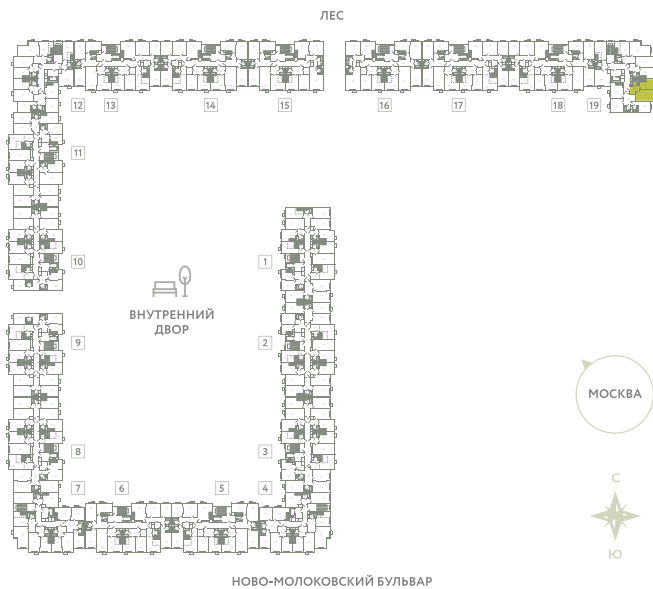 ЛЕС
12 13 14 15 16 17 18 19
11
10 1
ВНУТРЕННИЙ
ДВОР
9 2
МОСКВА
8 3
7 6 5 4
С
Ю
НОВО-МОЛОКОВСКИЙ БУЛЬВАР